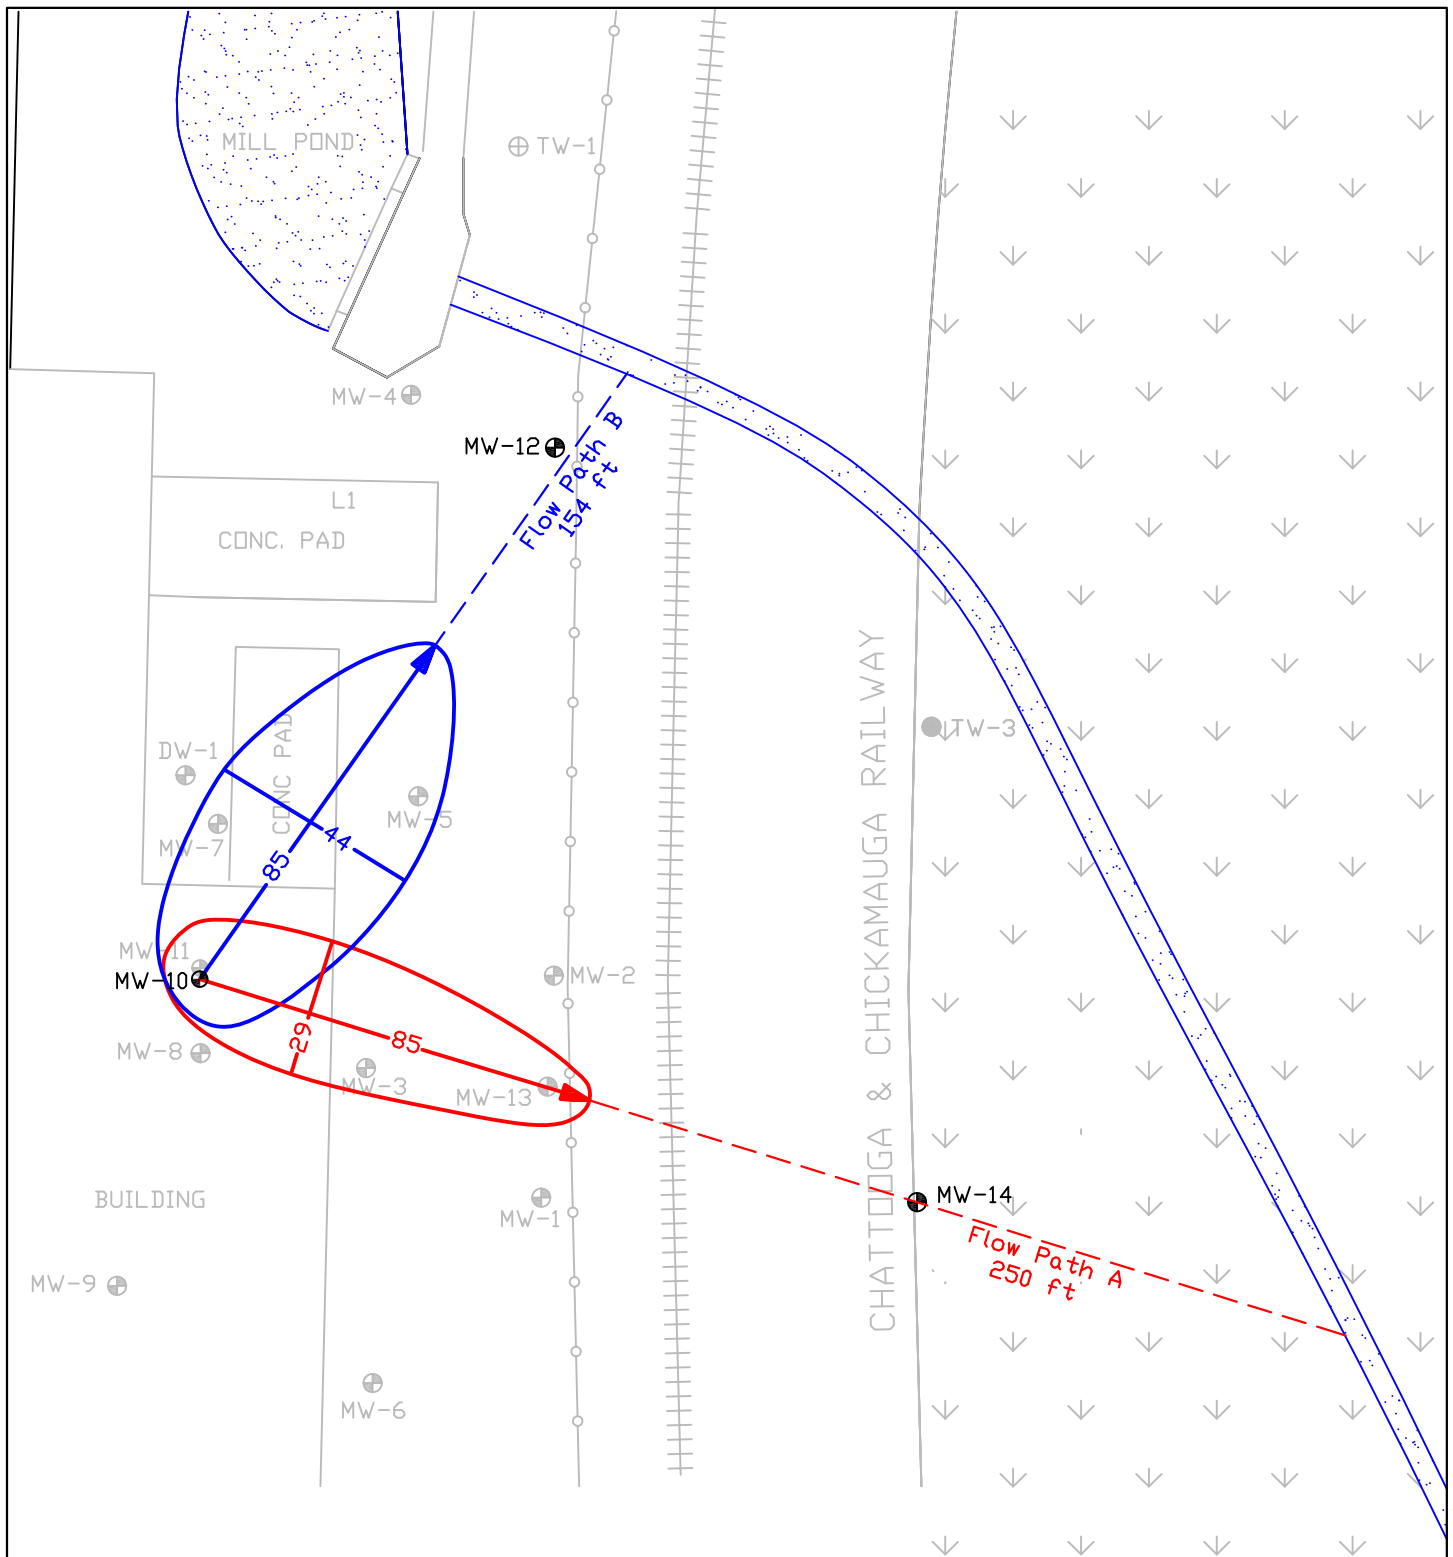 MILL POND
TW-1
MW-4
MW-12
Flow Path B
154 ft
L1
CONC. PAD
CHATTOOGA & CHICKAMAUGA RAILWAY
TW-3
DW-1
CONC PAD
MW-5
MW-7
44
85
MW-11
MW-10
MW-2
MW-8
29
85
MW-3
MW-13
BUILDING
MW-1
MW-14
Flow Path A
250 ft
MW-9
MW-6